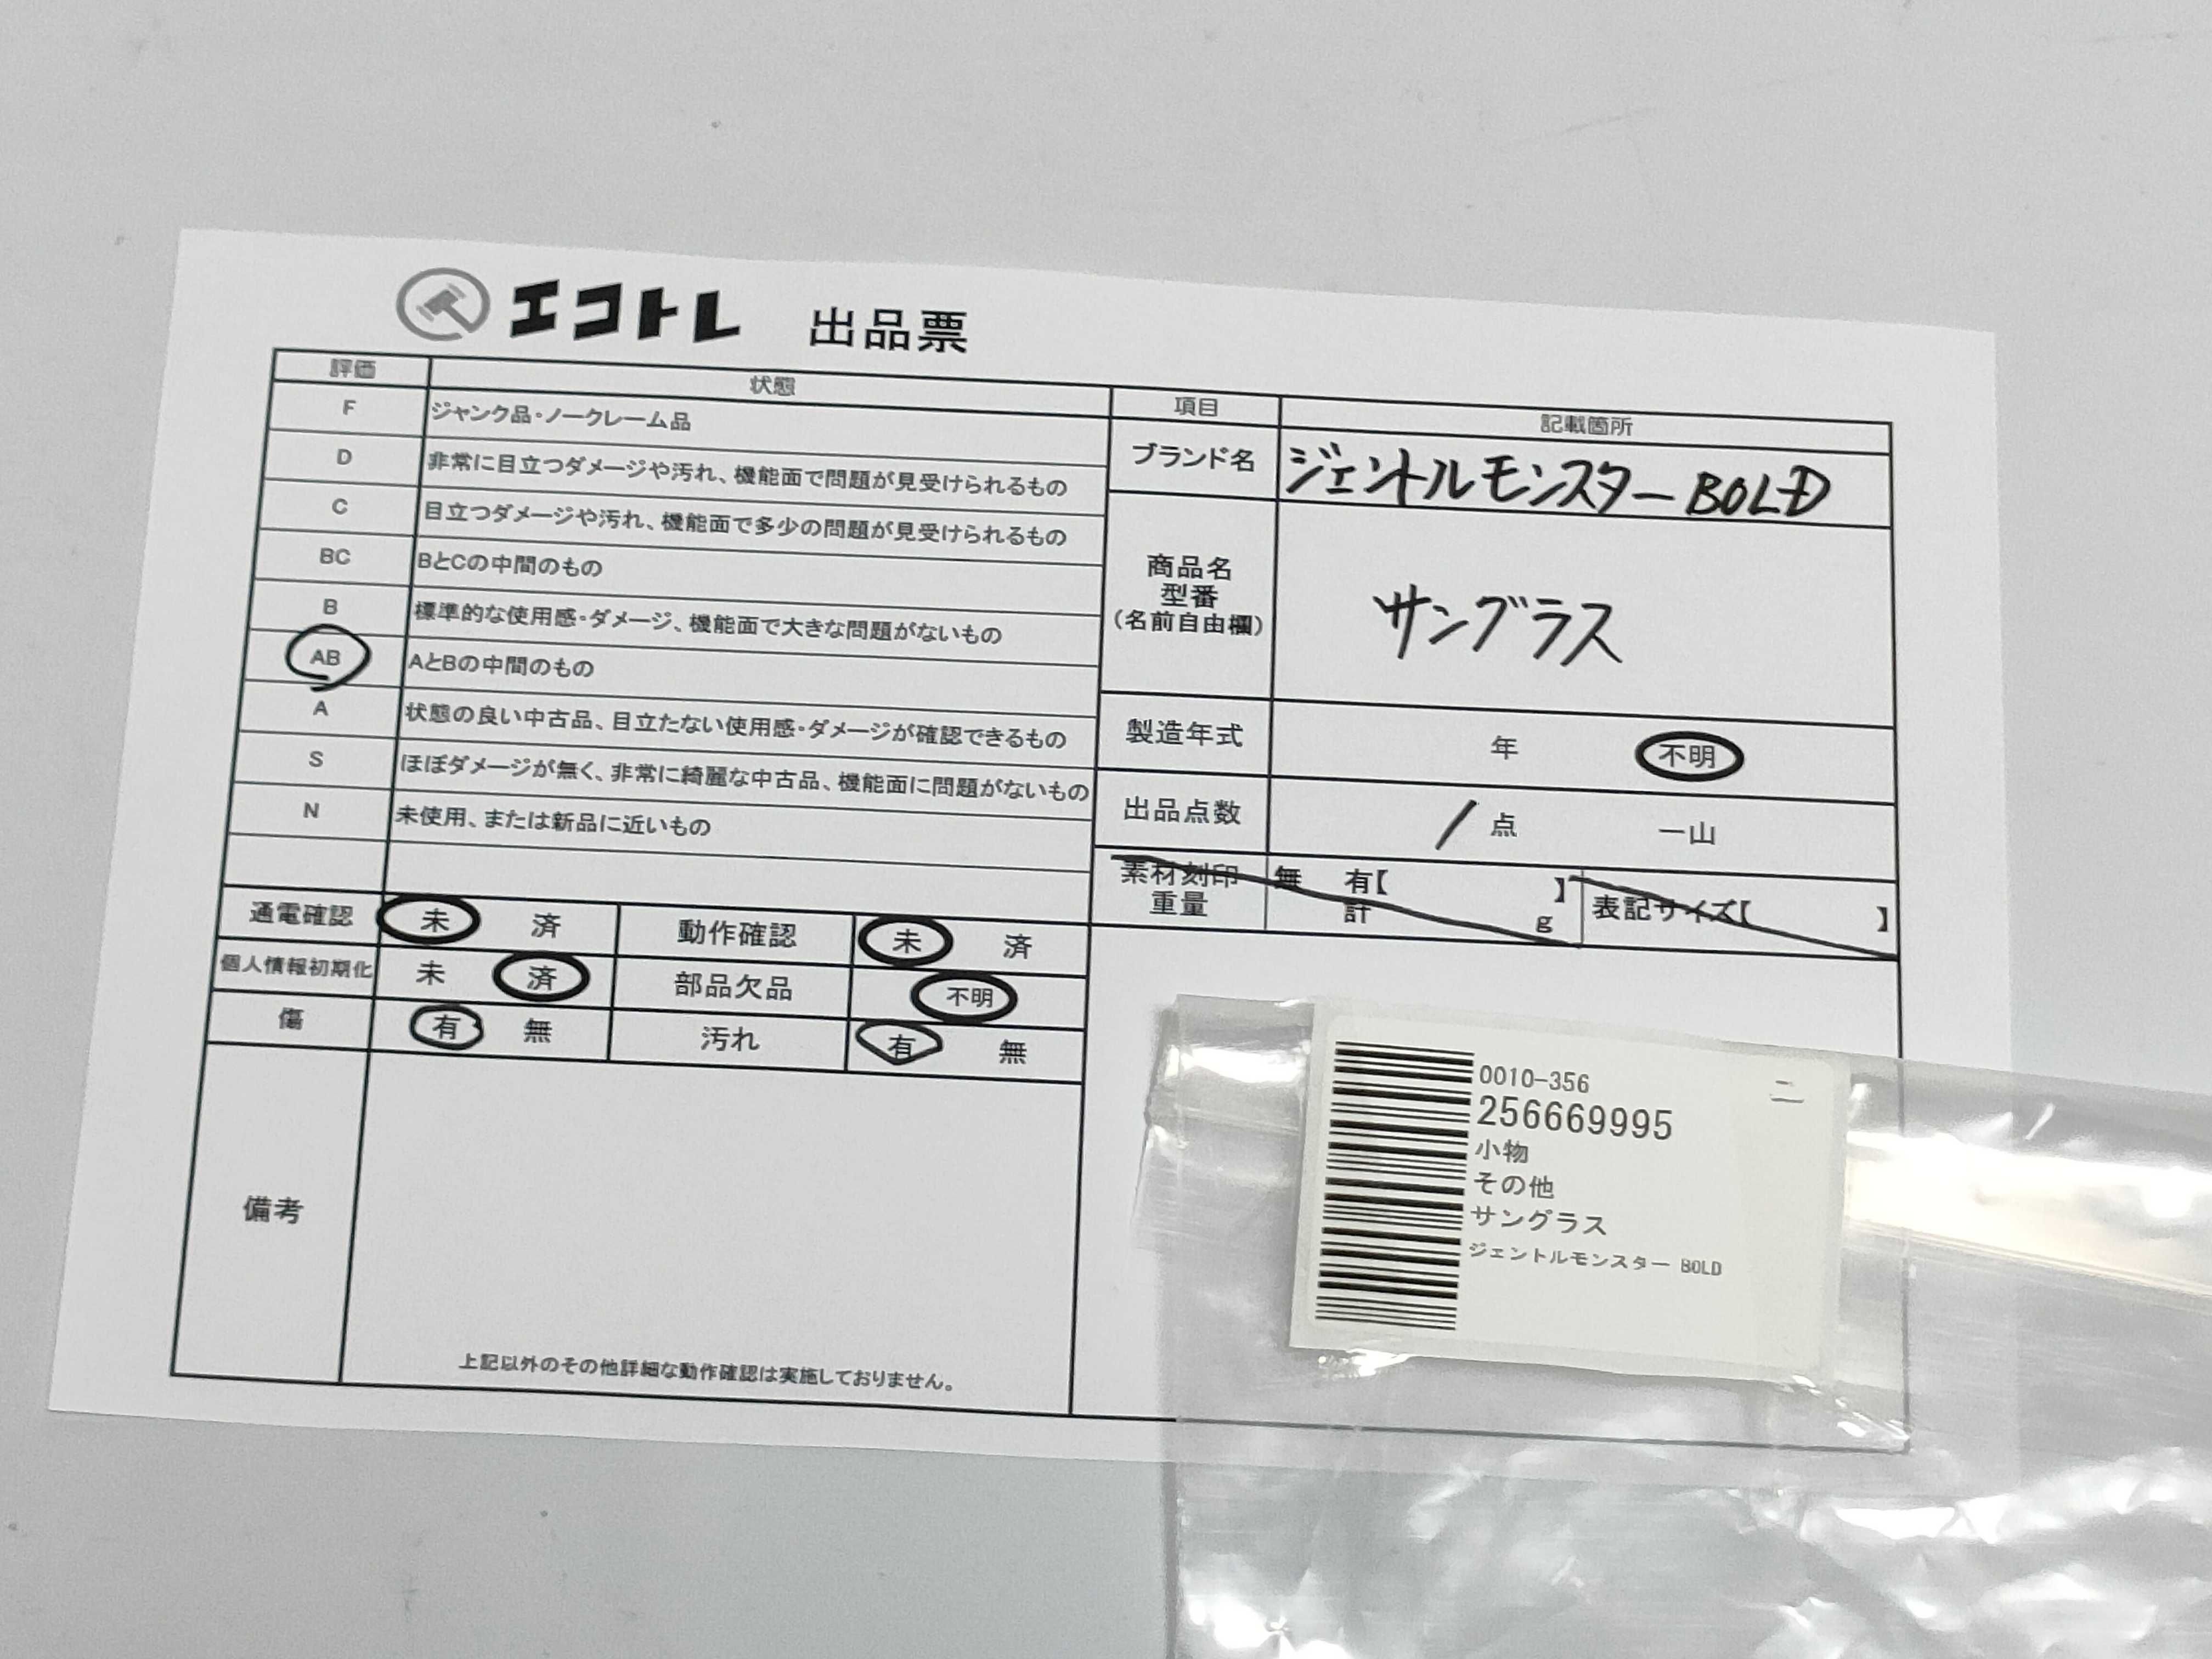 エコトレ 出品票
評価 状態
F ジャンク品・ノークレーム品
D 非常に目立つダメージや汚れ、機能面で問題が見受けられるもの
C 目立つダメージや汚れ、機能面で多少の問題が見受けられるもの
BC BとCの中間のもの
B 標準的な使用感・ダメージ、機能面で大きな問題がないもの
AB AとBの中間のもの
A 状態の良い中古品、目立たない使用感・ダメージが確認できるもの
S ほぼダメージが無く、非常に綺麗な中古品、機能面に問題がないもの
N 未使用、または新品に近いもの
通電確認 未 済 動作確認 未 済
個人情報初期化 未 済 部品欠品 不明
傷 有 無 汚れ 有 無
備考
上記以外のその他詳細な動作確認は実施しておりません。
項目 記載箇所
ブランド名 ジェントルモンスター BOLD
商品名
型番
(名前自由欄)
サングラス
製造年式 年 不明
出品点数 1 点 一山
素材刻印 無 有【 】 表記サイズ【 】
重量 計 g
0010-356 ニ
256669995
小物
その他
サングラス
ジェントルモンスター BOLD